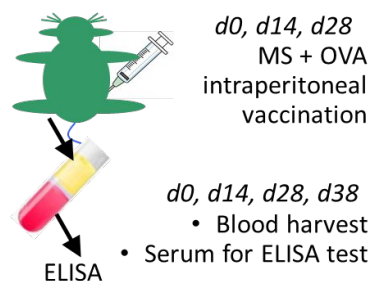 d0, d14, d28
MS + OVA
intraperitoneal
vaccination
d0, d14, d28, d38
• Blood harvest
• Serum for ELISA test
ELISA